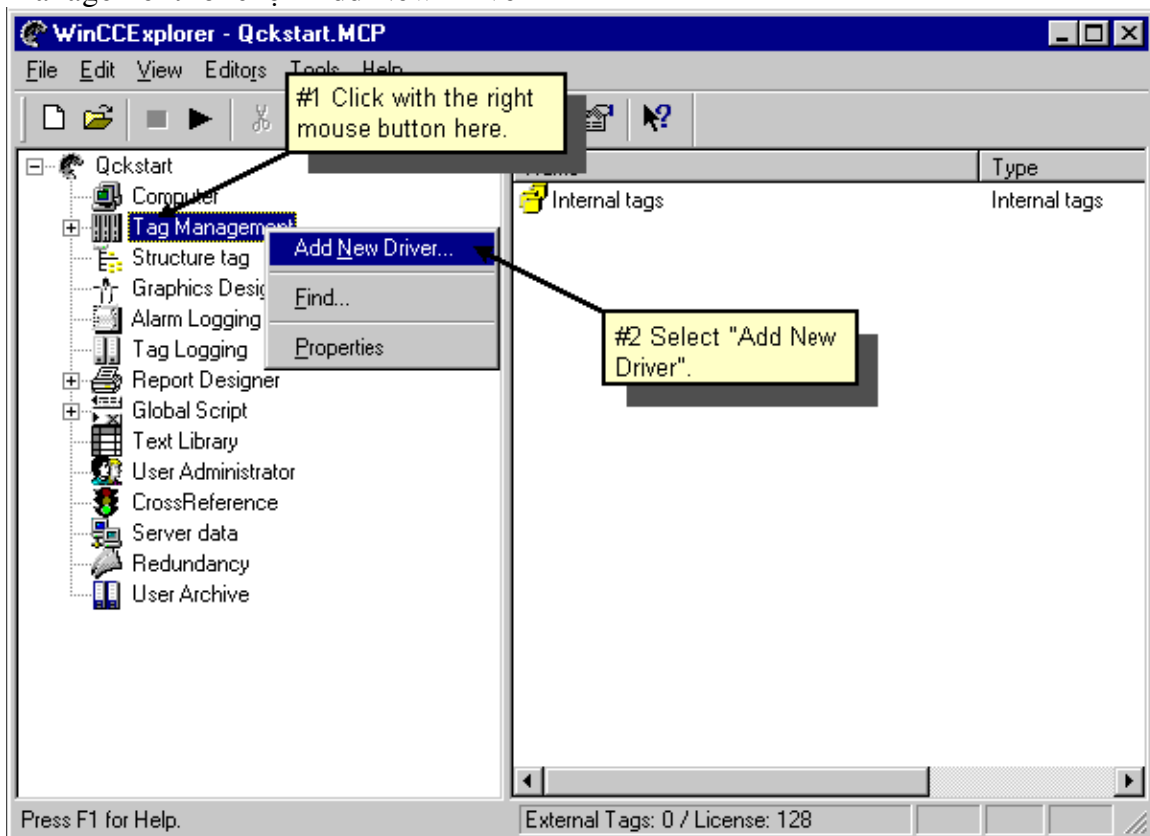 WinCCExplorer - Qckstart.MCP
File Edit View Editors Tools Help
#1 Click with the right
mouse button here.
Qckstart
Computer
Tag Management
Structure tag
Graphics Desig
Alarm Logging
Tag Logging
Report Designer
Global Script
Text Library
User Administrator
CrossReference
Server data
Redundancy
User Archive
Add New Driver...
Find...
Properties
Name Type
Internal tags Internal tags
#2 Select "Add New
Driver".
Press F1 for Help. External Tags: 0 / License: 128